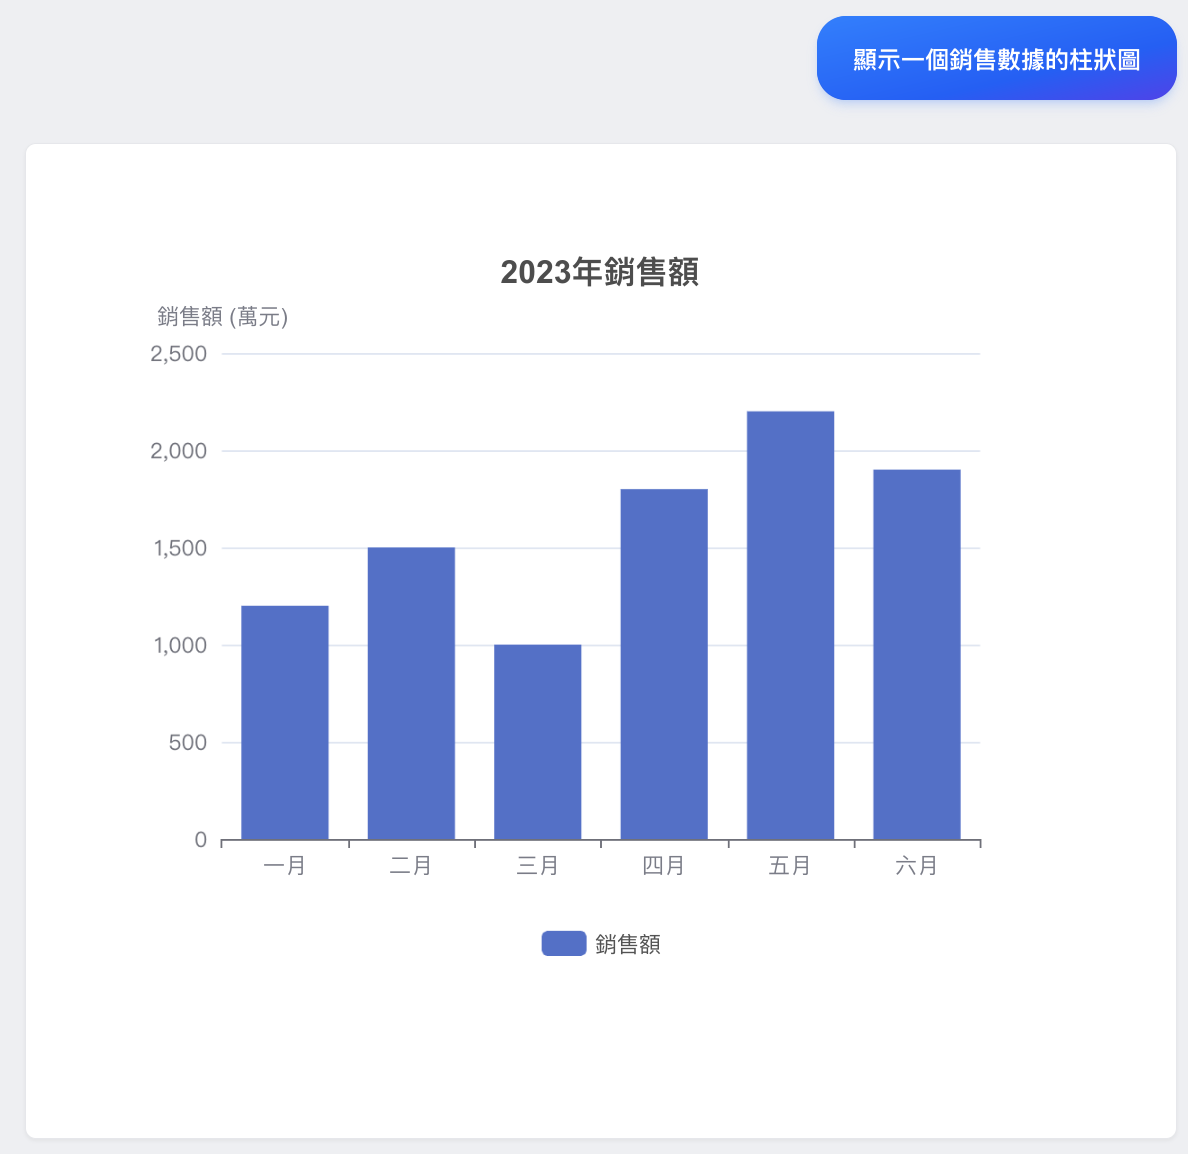 顯示一個銷售數據的柱狀圖
2023年銷售額
銷售額 (萬元)
2,500
2,000
1,500
1,000
500
0
一月 二月 三月 四月 五月 六月
銷售額